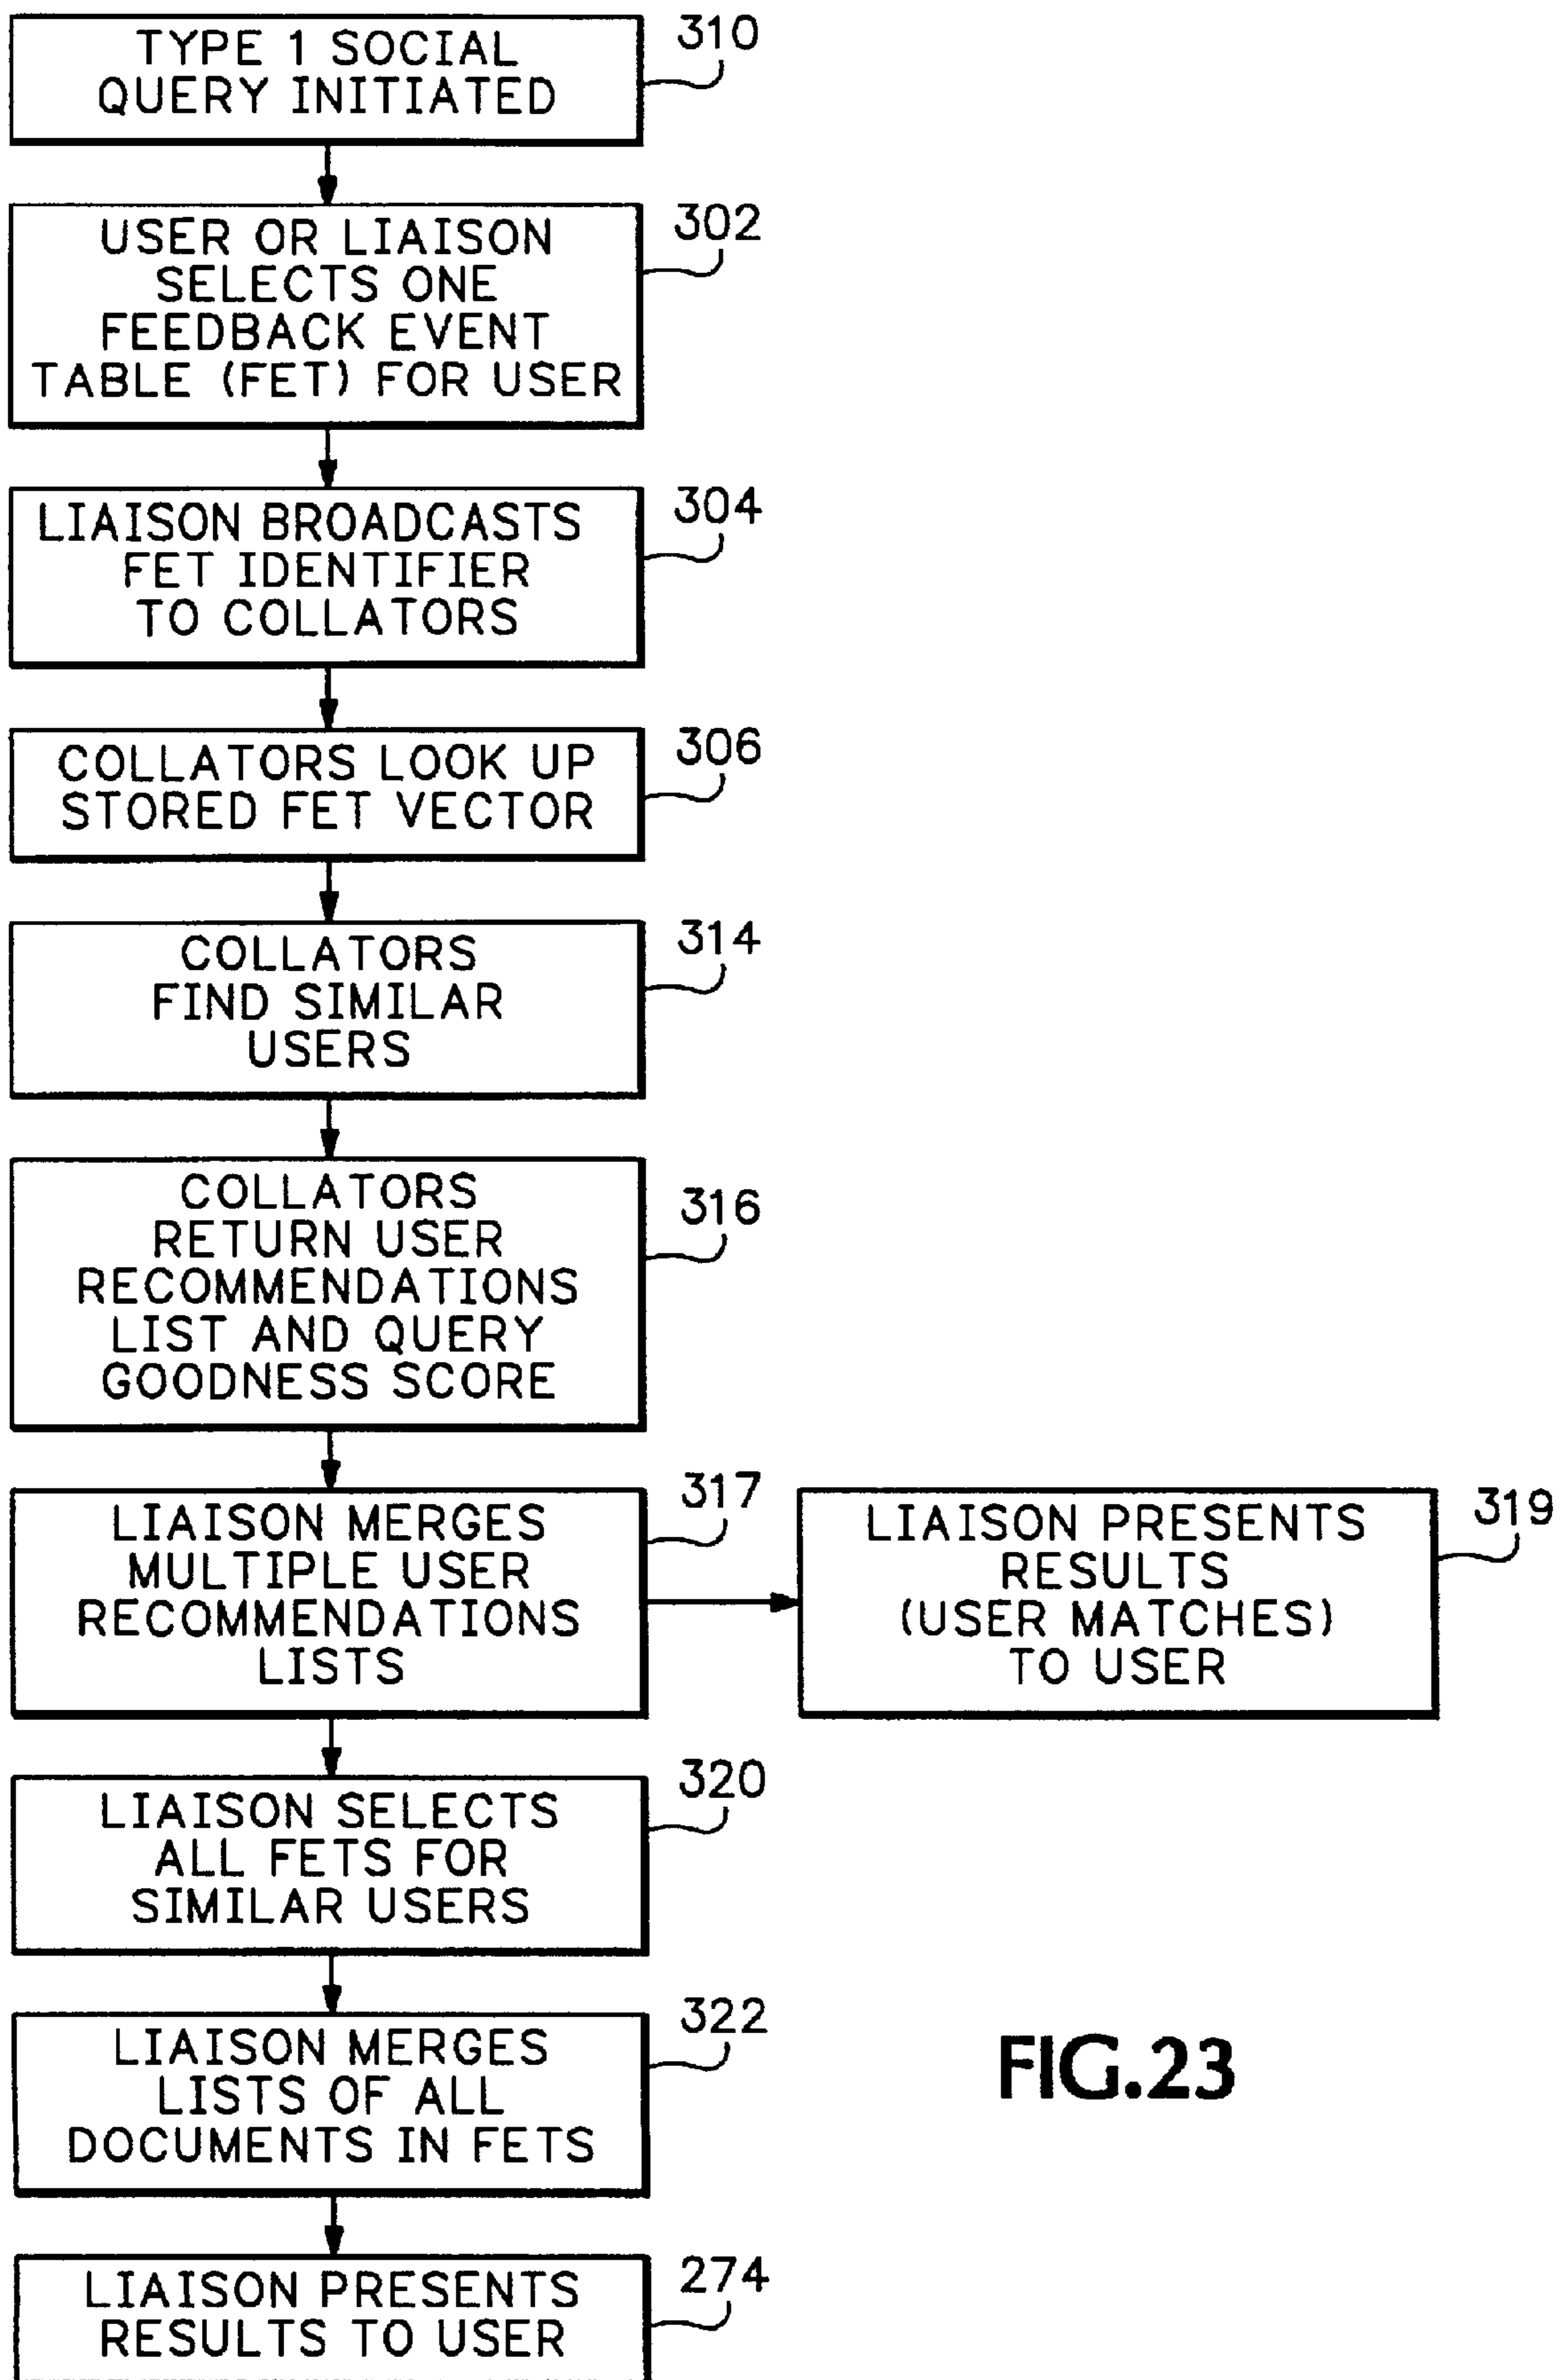 TYPE 1 SOCIAL
QUERY INITIATED
310
USER OR LIAISON
SELECTS ONE
FEEDBACK EVENT
TABLE (FET) FOR USER
302
LIAISON BROADCASTS
FET IDENTIFIER
TO COLLATORS
304
COLLATORS LOOK UP
STORED FET VECTOR
306
COLLATORS
FIND SIMILAR
USERS
314
COLLATORS
RETURN USER
RECOMMENDATIONS
LIST AND QUERY
GOODNESS SCORE
316
LIAISON MERGES
MULTIPLE USER
RECOMMENDATIONS
LISTS
317
LIAISON PRESENTS
RESULTS
(USER MATCHES)
TO USER
319
LIAISON SELECTS
ALL FETS FOR
SIMILAR USERS
320
LIAISON MERGES
LISTS OF ALL
DOCUMENTS IN FETS
322
LIAISON PRESENTS
RESULTS TO USER
274
FIG.23